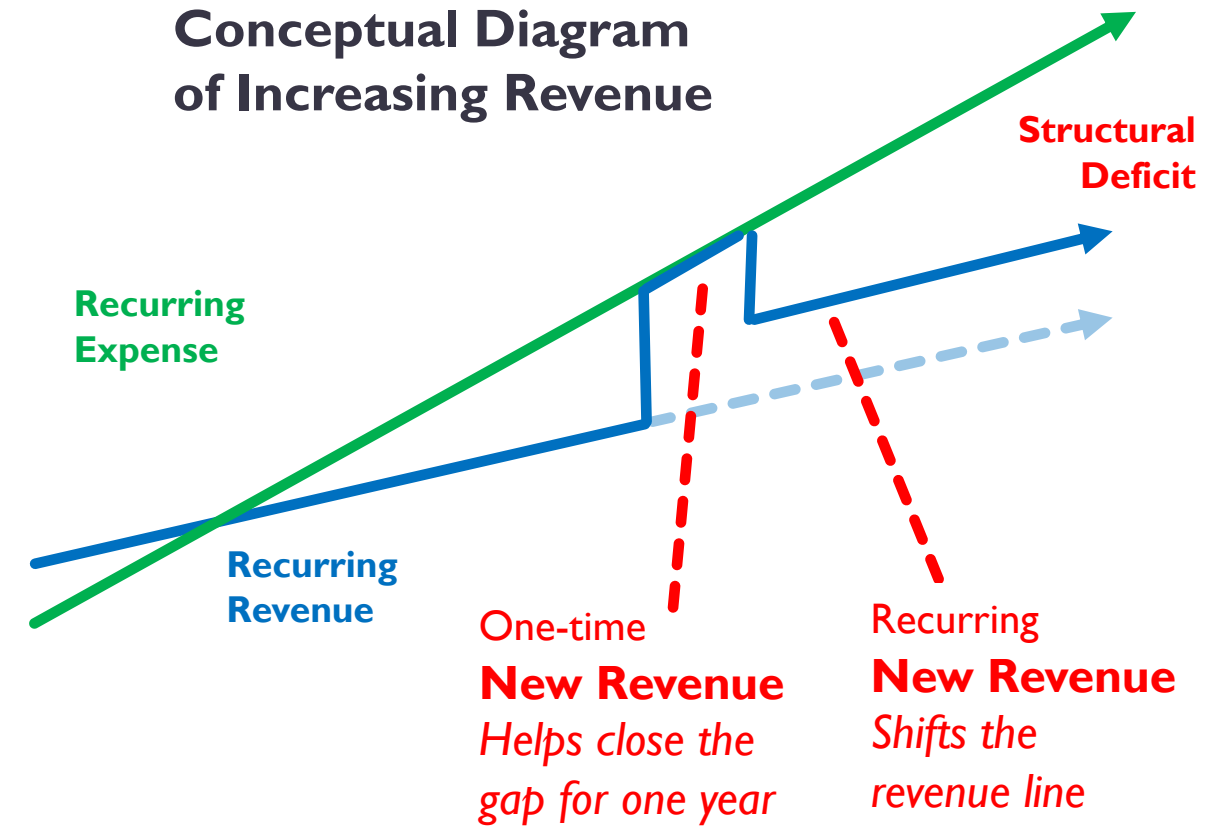 Conceptual Diagram
of Increasing Revenue
Structural
Deficit
Recurring
Expense
Recurring
Revenue
One-time
New Revenue
Helps close the
gap for one year
Recurring
New Revenue
Shifts the
revenue line